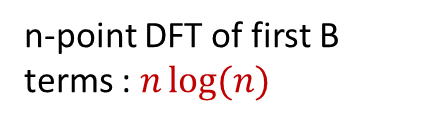 n-point DFT of first B
terms : n log(n)